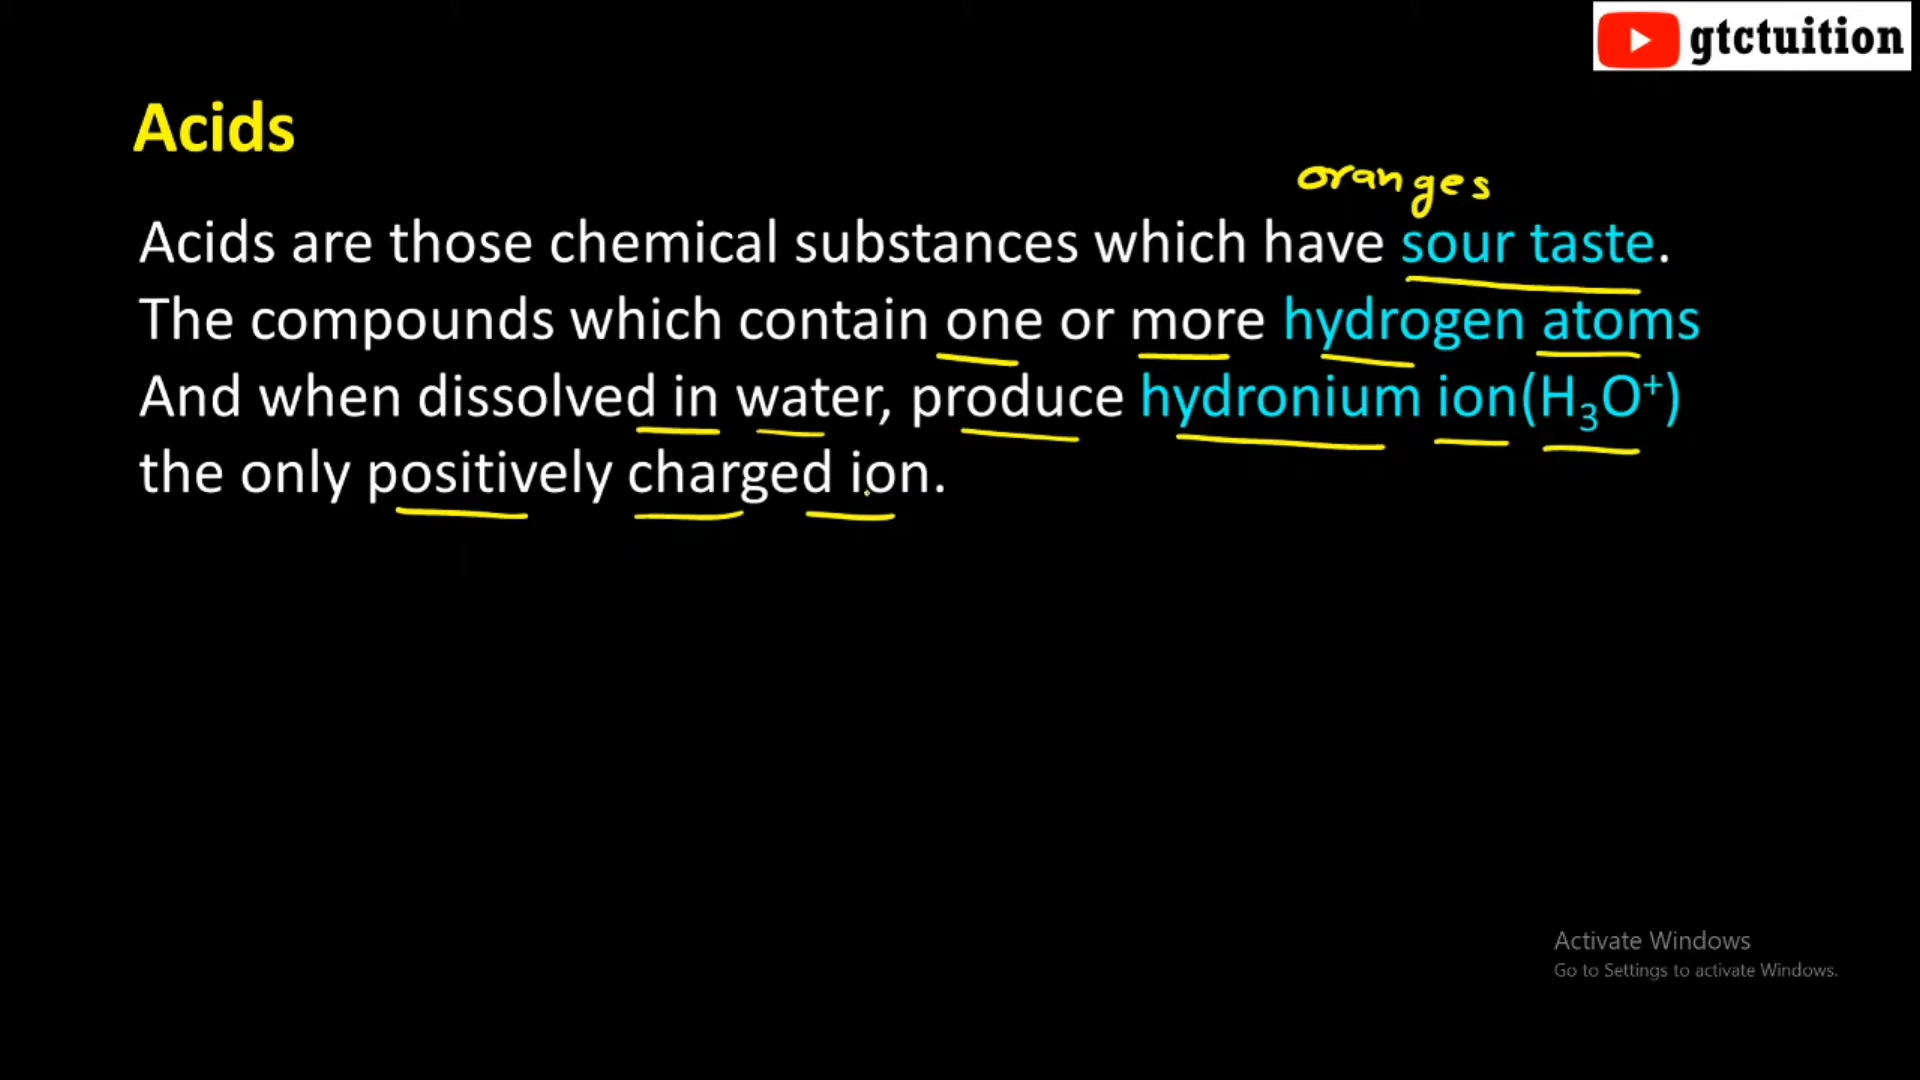 gtctuition
Acids
oranges
Acids are those chemical substances which have sour taste.
The compounds which contain one or more hydrogen atoms
And when dissolved in water, produce hydronium ion(H₃O⁺)
the only positively charged ion.
Activate Windows
Go to Settings to activate Windows.